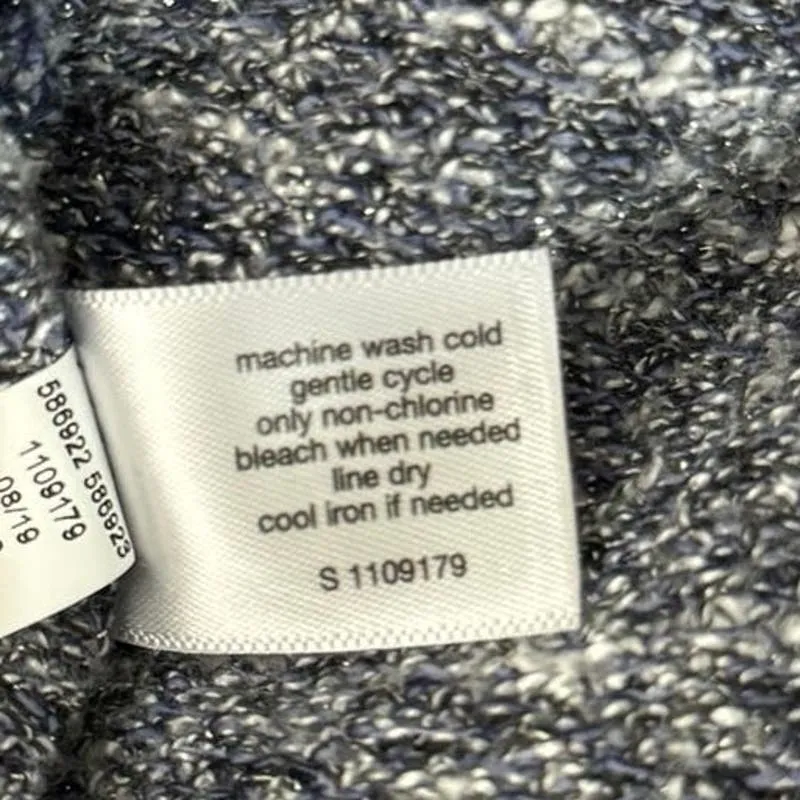 machine wash cold
gentle cycle
only non-chlorine
bleach when needed
line dry
cool iron if needed
S 1109179
586922 586923
1109179
08/19